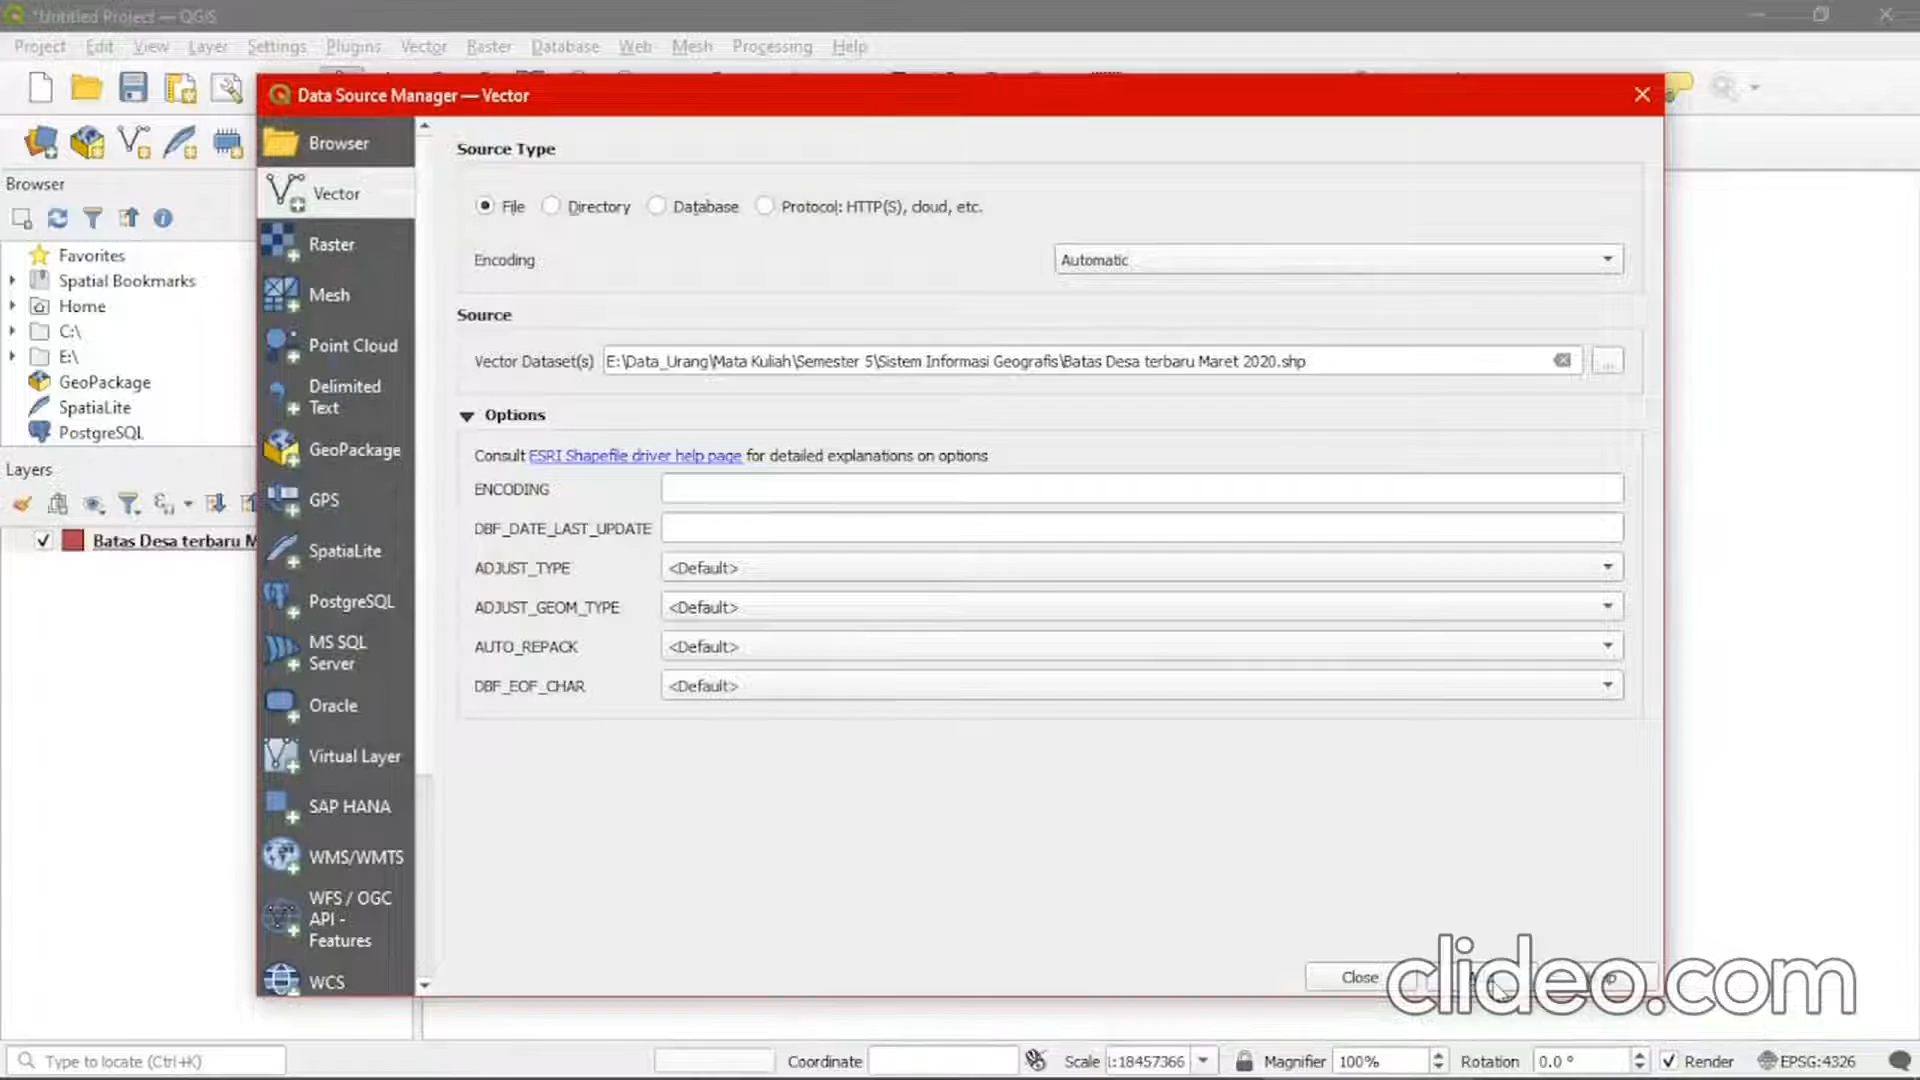 *Untitled Project — QGIS
Project Edit View Layer Settings Plugins Vector Raster Database Web Mesh Processing Help
Data Source Manager — Vector
Browser
Favorites
Spatial Bookmarks
Home
C:\
E:\
GeoPackage
SpatiaLite
PostgreSQL
Layers
Batas Desa terbaru M
Browser
Vector
Raster
Mesh
Point Cloud
Delimited
Text
GeoPackage
GPS
SpatiaLite
PostgreSQL
MS SQL
Server
Oracle
Virtual Layer
SAP HANA
WMS/WMTS
WFS / OGC
API -
Features
WCS
Source Type
File Directory Database Protocol: HTTP(S), cloud, etc.
Encoding Automatic
Source
Vector Dataset(s) E:\Data_Urang\Mata Kuliah\Semester 5\Sistem Informasi Geografis\Batas Desa terbaru Maret 2020.shp ...
Options
Consult ESRI Shapefile driver help page for detailed explanations on options
ENCODING
DBF_DATE_LAST_UPDATE
ADJUST_TYPE <Default>
ADJUST_GEOM_TYPE <Default>
AUTO_REPACK <Default>
DBF_EOF_CHAR <Default>
Close
clideo.com
Type to locate (Ctrl+K) Coordinate Scale 1:18457366 Magnifier 100% Rotation 0.0 ° Render EPSG:4326